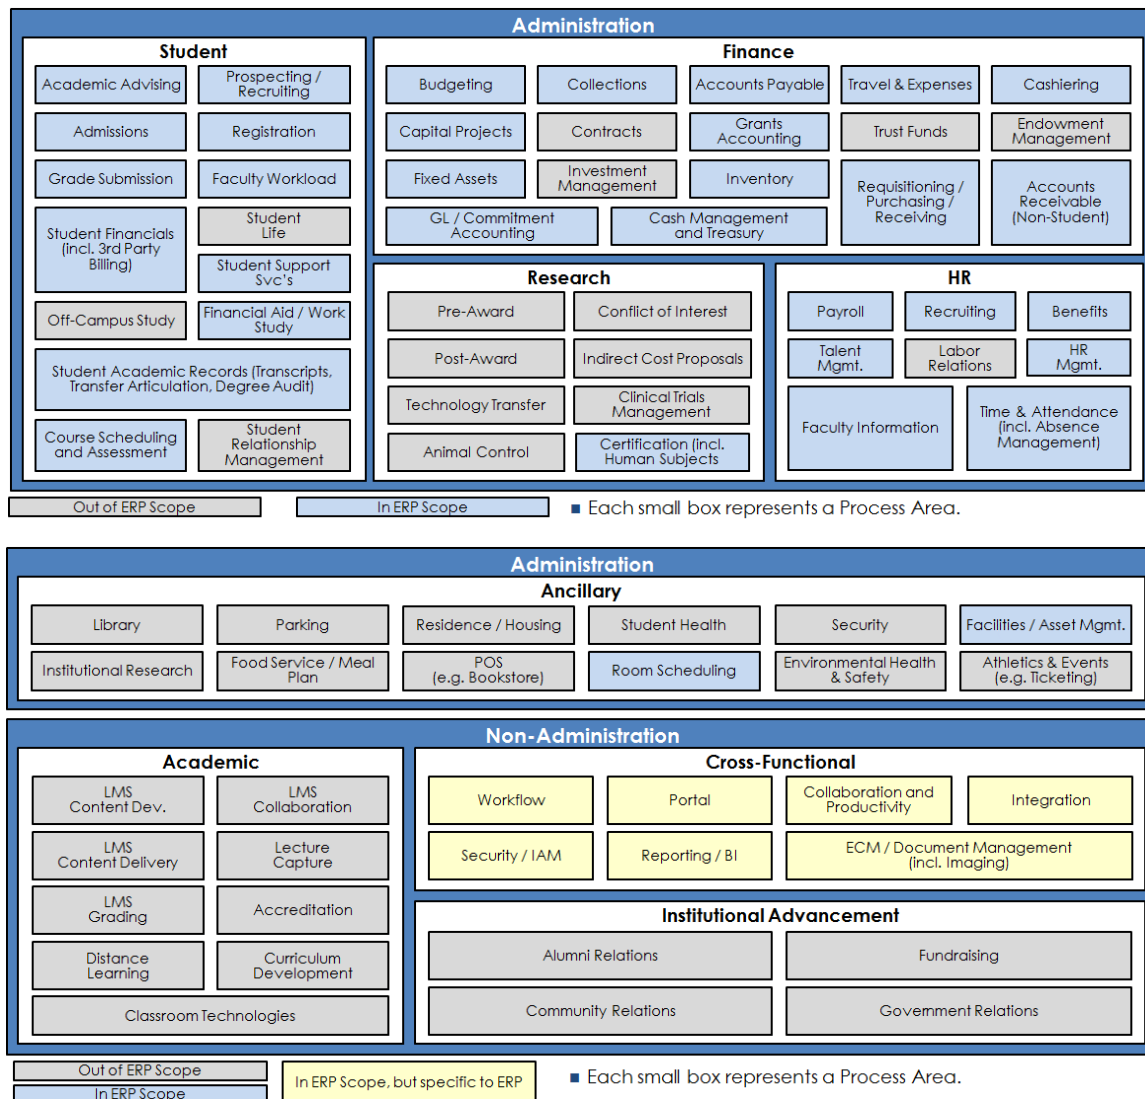 Administration
Student
Academic Advising
Prospecting /
Recruiting
Admissions
Registration
Grade Submission
Faculty Workload
Student Financials
(incl. 3rd Party
Billing)
Student
Life
Student Support
Svc's
Off-Campus Study
Financial Aid / Work
Study
Student Academic Records (Transcripts,
Transfer Articulation, Degree Audit)
Course Scheduling
and Assessment
Student
Relationship
Management
Finance
Budgeting
Collections
Accounts Payable
Travel & Expenses
Cashiering
Capital Projects
Contracts
Grants
Accounting
Trust Funds
Endowment
Management
Fixed Assets
Investment
Management
Inventory
Requisitioning /
Purchasing /
Receiving
Accounts
Receivable
(Non-Student)
GL / Commitment
Accounting
Cash Management
and Treasury
Research
Pre-Award
Conflict of Interest
Post-Award
Indirect Cost Proposals
Technology Transfer
Clinical Trials
Management
Animal Control
Certification (incl.
Human Subjects
HR
Payroll
Recruiting
Benefits
Talent
Mgmt.
Labor
Relations
HR
Mgmt.
Faculty Information
Time & Attendance
(incl. Absence
Management)
Out of ERP Scope
In ERP Scope
■ Each small box represents a Process Area.
Administration
Ancillary
Library
Parking
Residence / Housing
Student Health
Security
Facilities / Asset Mgmt.
Institutional Research
Food Service / Meal
Plan
POS
(e.g. Bookstore)
Room Scheduling
Environmental Health
& Safety
Athletics & Events
(e.g. Ticketing)
Non-Administration
Academic
LMS
Content Dev.
LMS
Collaboration
LMS
Content Delivery
Lecture
Capture
LMS
Grading
Accreditation
Distance
Learning
Curriculum
Development
Classroom Technologies
Cross-Functional
Workflow
Portal
Collaboration and
Productivity
Integration
Security / IAM
Reporting / BI
ECM / Document Management
(incl. Imaging)
Institutional Advancement
Alumni Relations
Fundraising
Community Relations
Government Relations
Out of ERP Scope
In ERP Scope
In ERP Scope, but specific to ERP
■ Each small box represents a Process Area.